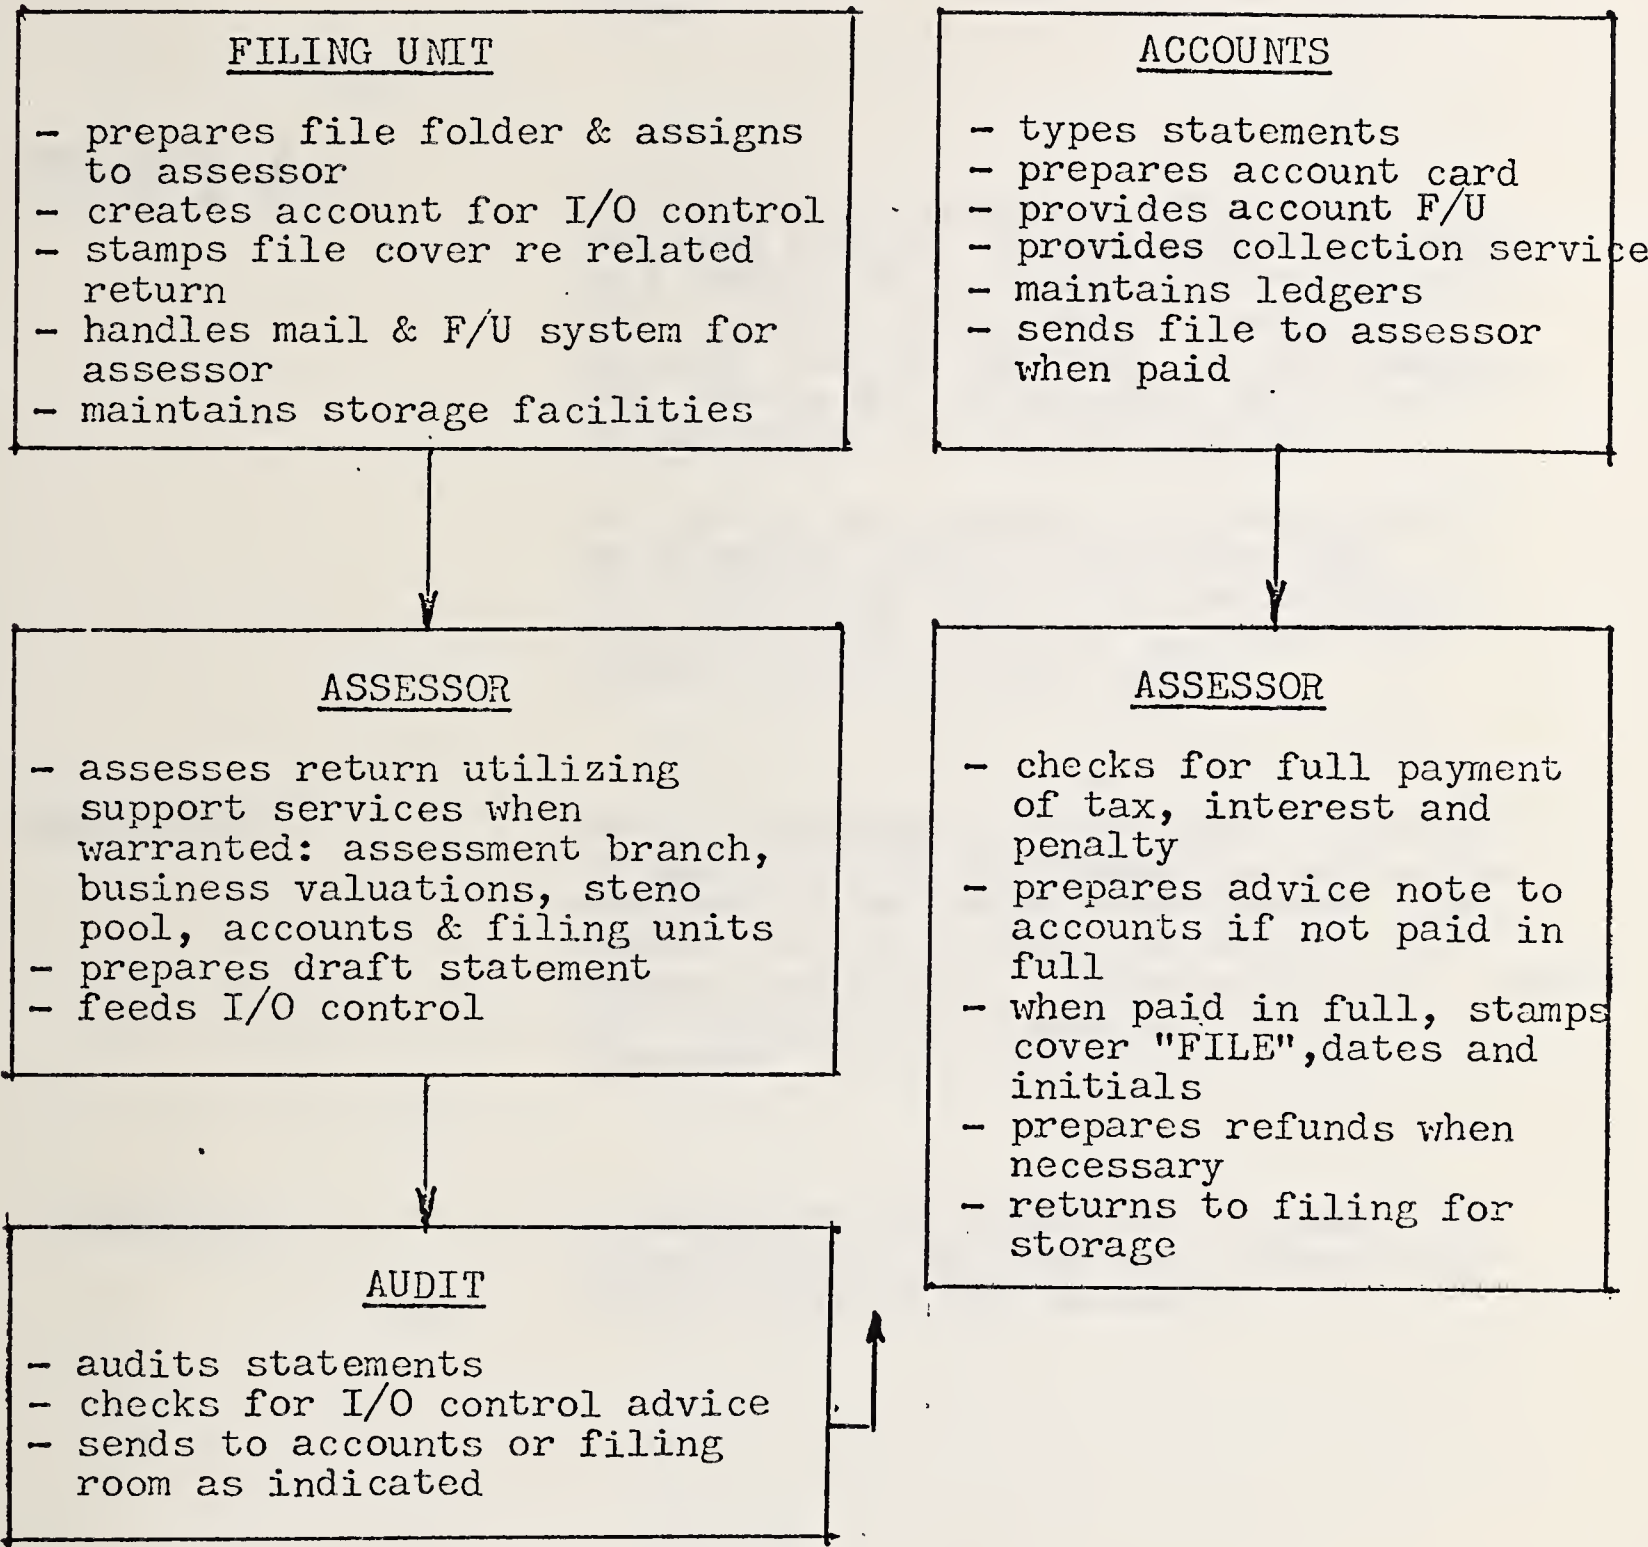 FILING UNIT
- prepares file folder & assigns
to assessor
- creates account for I/O control
- stamps file cover re related
return
- handles mail & F/U system for
assessor
- maintains storage facilities
ASSESSOR
- assesses return utilizing
support services when
warranted: assessment branch,
business valuations, steno
pool, accounts & filing units
- prepares draft statement
- feeds I/O control
AUDIT
- audits statements
- checks for I/O control advice
- sends to accounts or filing
room as indicated
ACCOUNTS
- types statements
- prepares account card
- provides account F/U
- provides collection service
- maintains ledgers
- sends file to assessor
when paid
ASSESSOR
- checks for full payment
of tax, interest and
penalty
- prepares advice note to
accounts if not paid in
full
- when paid in full, stamps
cover "FILE",dates and
initials
- prepares refunds when
necessary
- returns to filing for
storage